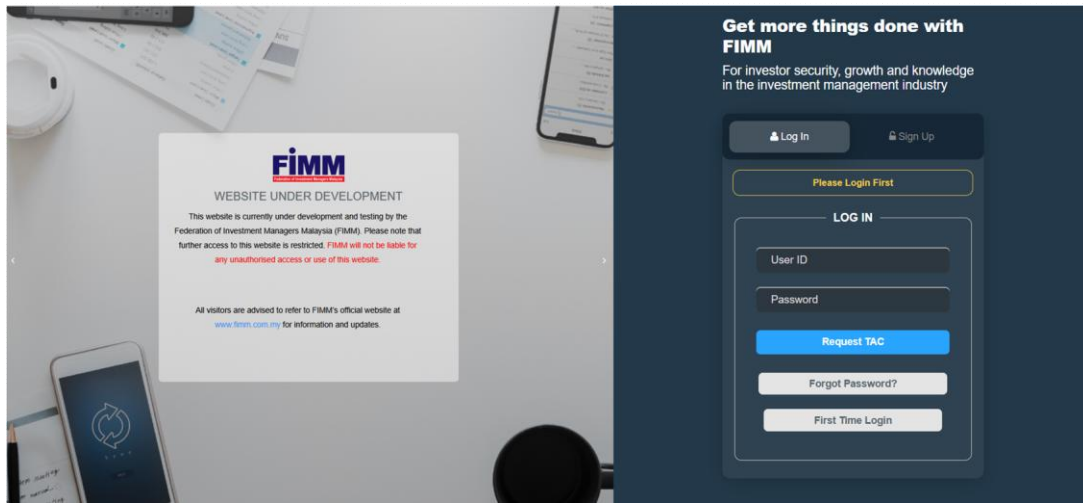 FiMM
Federation of Investment Managers Malaysia
WEBSITE UNDER DEVELOPMENT
This website is currently under development and testing by the
Federation of Investment Managers Malaysia (FIMM). Please note that
further access to this website is restricted. FIMM will not be liable for
any unauthorised access or use of this website.
All visitors are advised to refer to FIMM's official website at
www.fimm.com.my for information and updates.
Get more things done with
FIMM
For investor security, growth and knowledge
in the investment management industry
Log In
Sign Up
Please Login First
LOG IN
User ID
Password
Request TAC
Forgot Password?
First Time Login